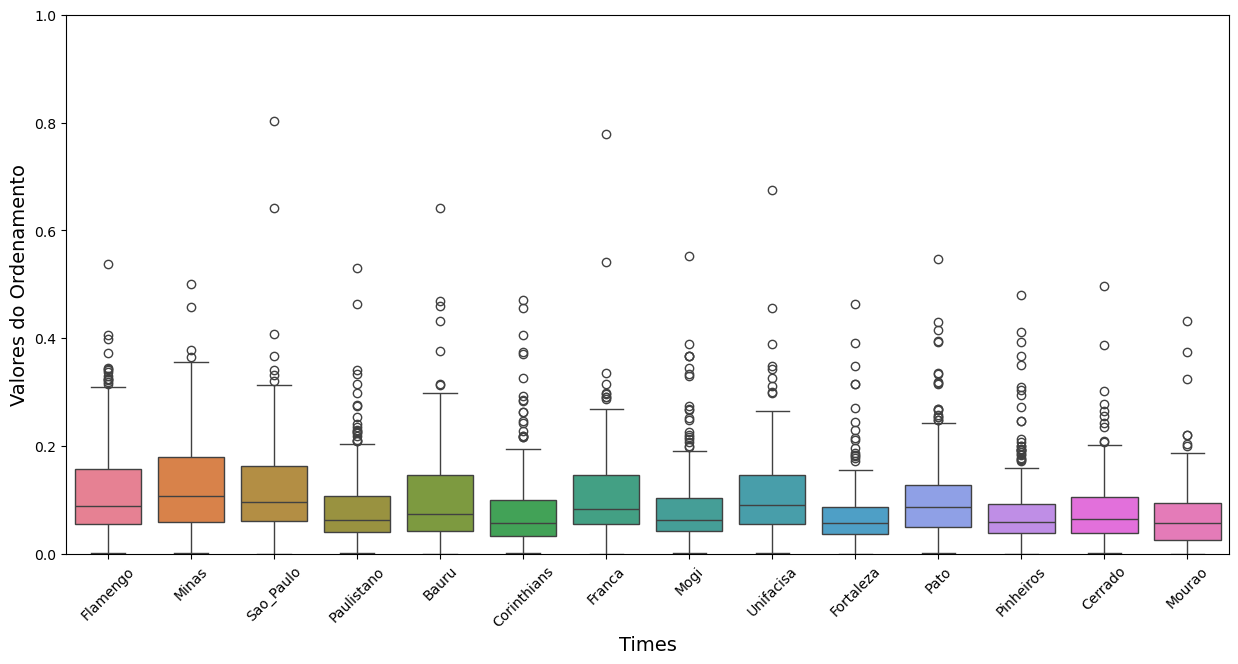 Valores do Ordenamento
1.0
0.8
0.6
0.4
0.2
0.0
Flamengo
Minas
Sao_Paulo
Paulistano
Bauru
Corinthians
Franca
Mogi
Unifacisa
Fortaleza
Pato
Pinheiros
Cerrado
Mourao
Times